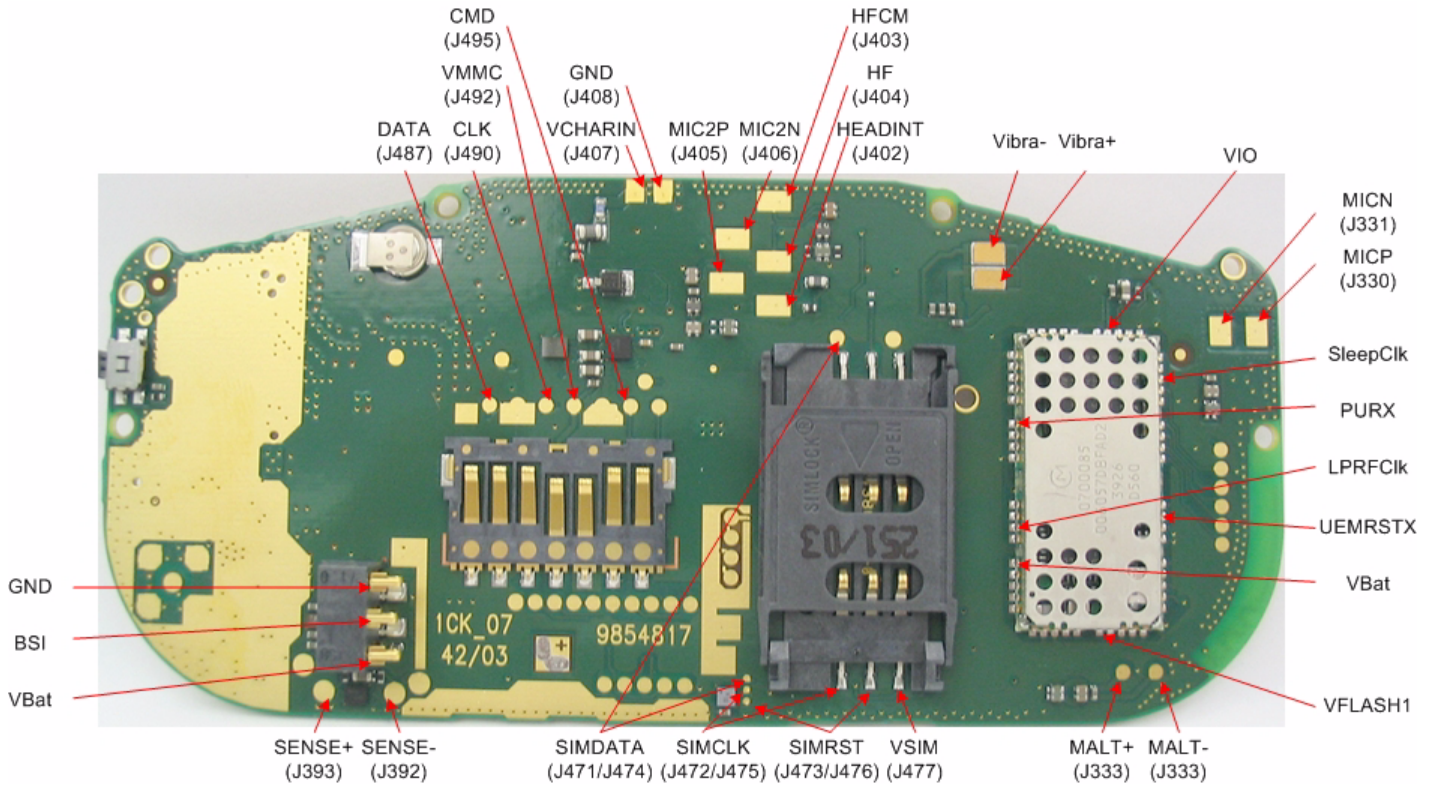 CMD
(J495)
HFCM
(J403)
VMMC
(J492)
GND
(J408)
HF
(J404)
DATA
(J487)
CLK
(J490)
VCHARIN
(J407)
MIC2P
(J405)
MIC2N
(J406)
HEADINT
(J402)
Vibra-
Vibra+
VIO
MICN
(J331)
MICP
(J330)
SleepClk
PURX
LPRFClk
UEMRSTX
VBat
VFLASH1
SIMLOCK®
OPEN
251/03
3926
D560
GND
BSI
VBat
1CK_07
42/03
9854817
+
SENSE+
(J393)
SENSE-
(J392)
SIMDATA
(J471/J474)
SIMCLK
(J472/J475)
SIMRST
(J473/J476)
VSIM
(J477)
MALT+
(J333)
MALT-
(J333)